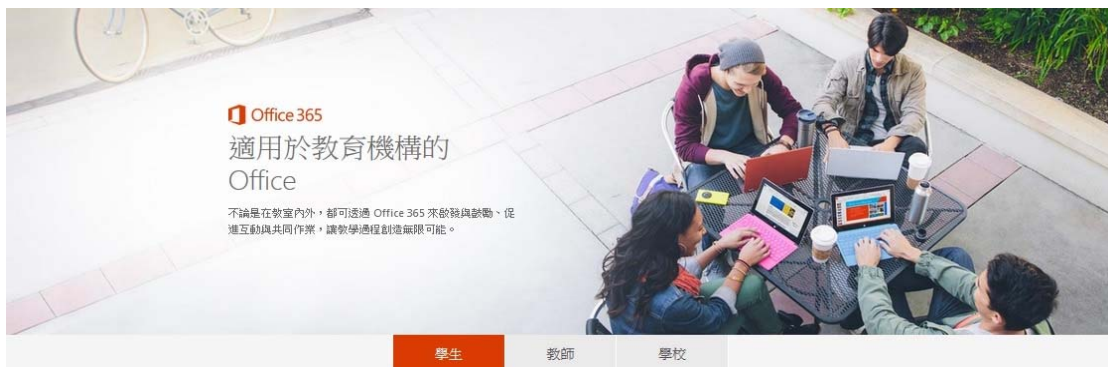 Office 365
適用於教育機構的
Office
不論是在教室內外，都可透過 Office 365 來啟發與鼓勵、促
進互動與共同作業，讓教學過程創造無限可能。
學生 教師 學校